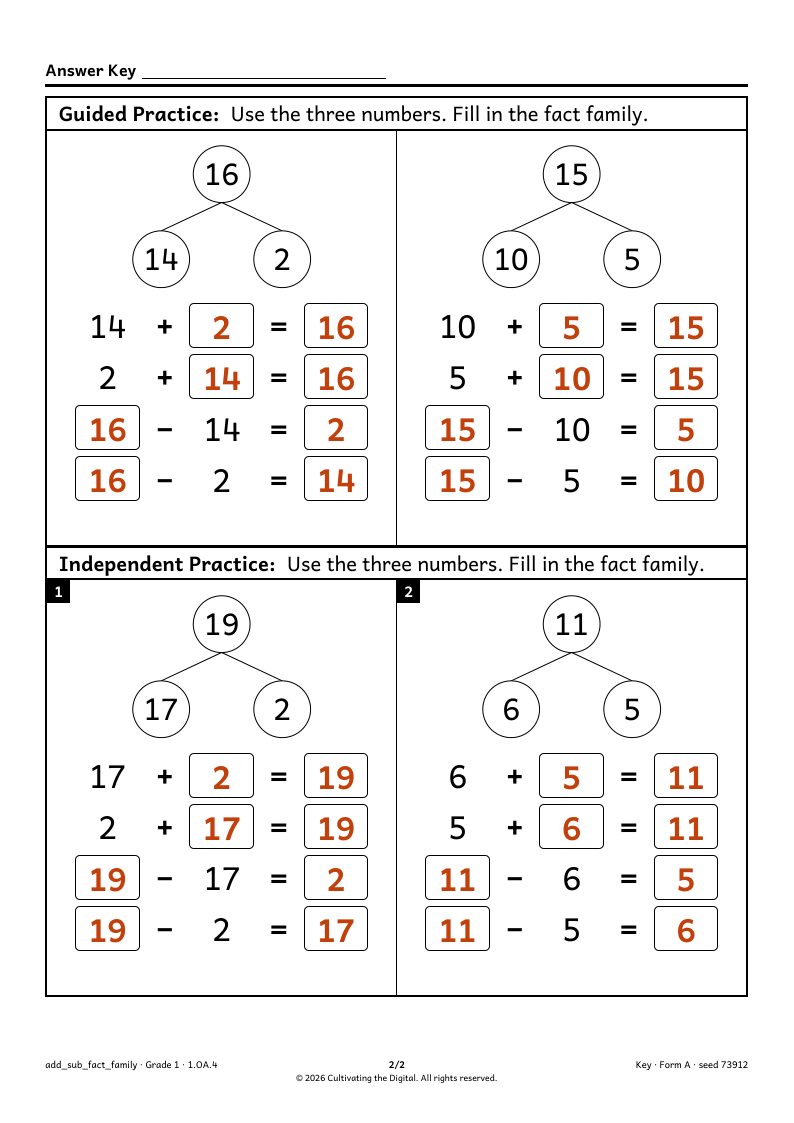 Answer Key
Guided Practice: Use the three numbers. Fill in the fact family.
16
14 2
14 + 2 = 16
2 + 14 = 16
16 − 14 = 2
16 − 2 = 14
15
10 5
10 + 5 = 15
5 + 10 = 15
15 − 10 = 5
15 − 5 = 10
Independent Practice: Use the three numbers. Fill in the fact family.
1
19
17 2
17 + 2 = 19
2 + 17 = 19
19 − 17 = 2
19 − 2 = 17
2
11
6 5
6 + 5 = 11
5 + 6 = 11
11 − 6 = 5
11 − 5 = 6
add_sub_fact_family · Grade 1 · 1.OA.4 2/2 Key · Form A · seed 73912
© 2026 Cultivating the Digital. All rights reserved.